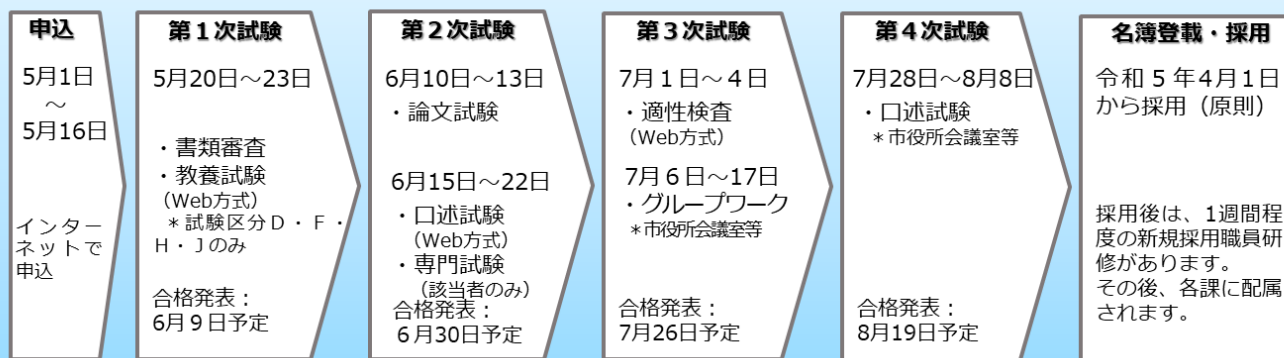 申込
5月1日
～
5月16日
インター
ネットで
申込
第１次試験
5月20日～23日
・書類審査
・教養試験
（Web方式）
＊試験区分Ｄ・Ｆ・
Ｈ・Ｊのみ
合格発表：
6月９日予定
第２次試験
6月10日～13日
・論文試験
6月15日～22日
・口述試験
（Web方式）
・専門試験
（該当者のみ）
合格発表：
６月30日予定
第３次試験
7月１日～４日
・適性検査
（Web方式）
7月６日～17日
・グループワーク
＊市役所会議室等
合格発表：
7月26日予定
第４次試験
7月28日～8月8日
・口述試験
＊市役所会議室等
合格発表：
8月19日予定
名簿登載・採用
令和５年4月1日
から採用（原則）
採用後は、1週間程
度の新規採用職員研
修があります。
その後、各課に配属
されます。